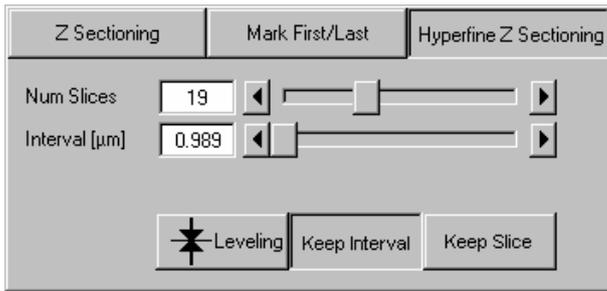 Z Sectioning
Mark First/Last
Hyperfine Z Sectioning
Num Slices 19
Interval [µm] 0.989
Leveling
Keep Interval
Keep Slice